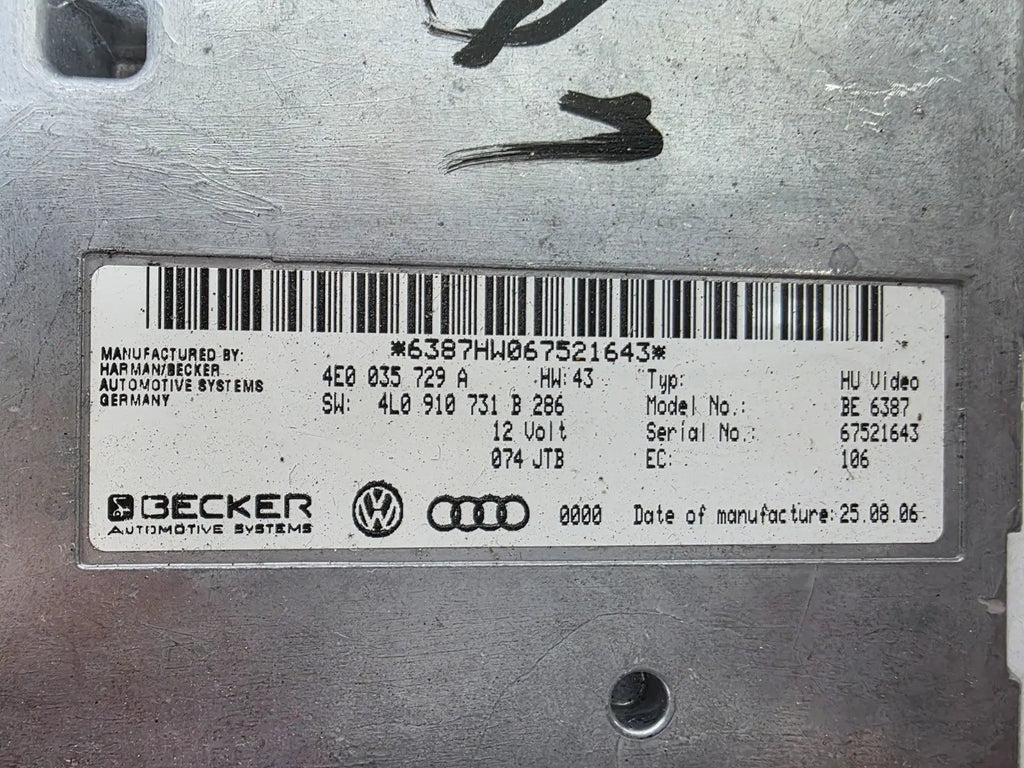 *6387HW067521643*
MANUFACTURED BY:
HARMAN/BECKER
AUTOMOTIVE SYSTEMS
GERMANY
4E0 035 729 A HW:43
SW: 4L0 910 731 B 286
12 Volt
074 JTB
Typ: HU Video
Model No.: BE 6387
Serial No.: 67521643
EC: 106
BECKER
AUTOMOTIVE SYSTEMS
0000 Date of manufacture: 25.08.06